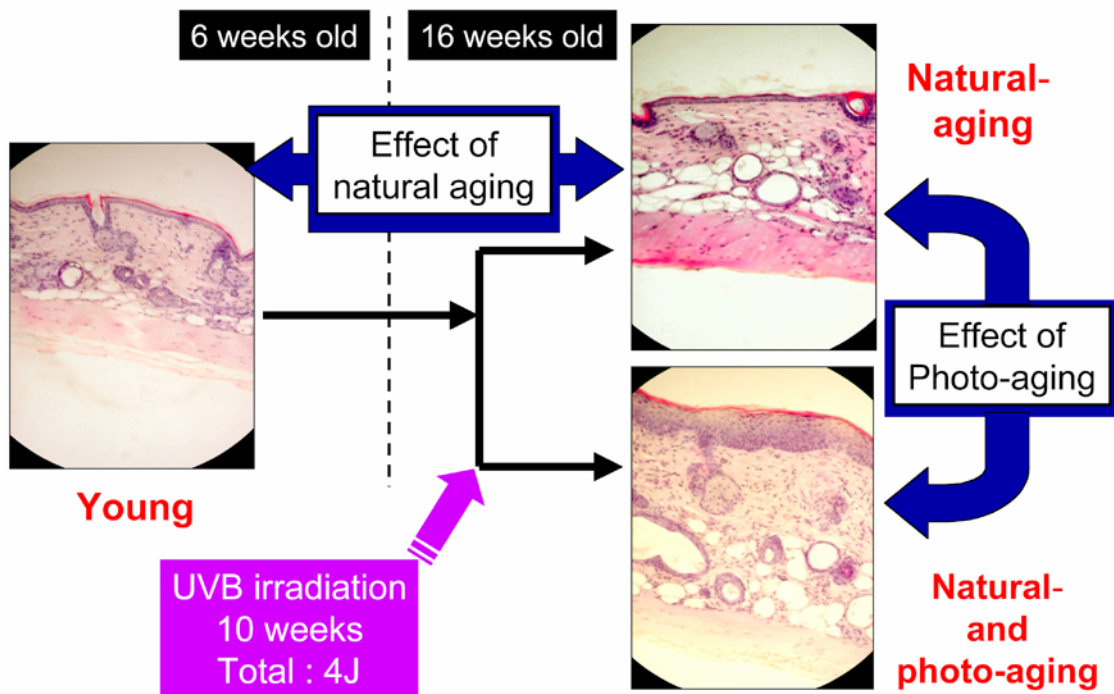 6 weeks old
16 weeks old
Natural-
aging
Effect of
natural aging
Effect of
Photo-aging
Young
UVB irradiation
10 weeks
Total : 4J
Natural-
and
photo-aging